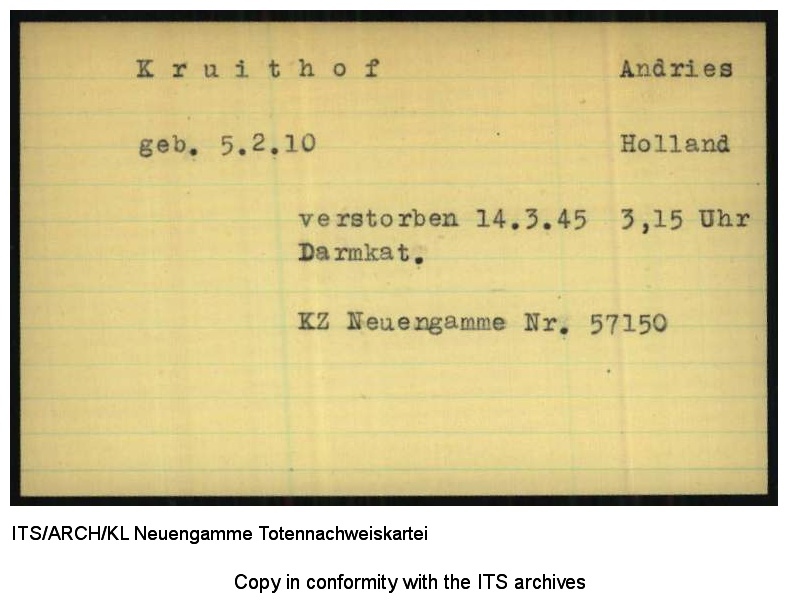 Kruithof Andries
geb. 5.2.10 Holland
verstorben 14.3.45 3,15 Uhr
Darmkat.
KZ Neuengamme Nr. 57150
ITS/ARCH/KL Neuengamme Totennachweiskartei
Copy in conformity with the ITS archives